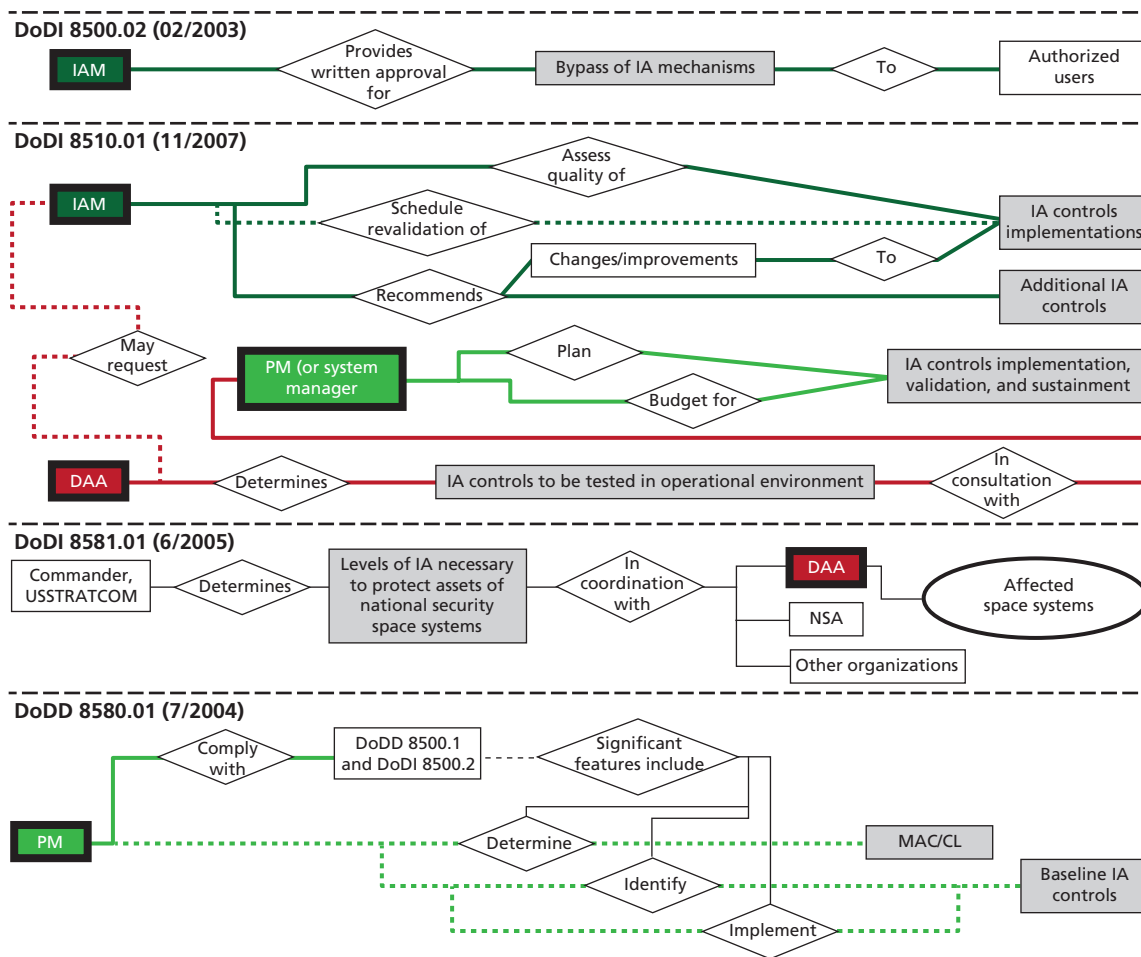 DoDI 8500.02 (02/2003)
IAM
Provides
written approval
for
Bypass of IA mechanisms
To
Authorized
users
DoDI 8510.01 (11/2007)
IAM
Assess
quality of
Schedule
revalidation of
IA controls
implementations
Changes/improvements
To
Recommends
Additional IA
controls
May
request
PM (or system
manager
Plan
Budget for
IA controls implementation,
validation, and sustainment
DAA
Determines
IA controls to be tested in operational environment
In
consultation
with
DoDI 8581.01 (6/2005)
Commander,
USSTRATCOM
Determines
Levels of IA necessary
to protect assets of
national security
space systems
In
coordination
with
DAA
NSA
Other organizations
Affected
space systems
DoDD 8580.01 (7/2004)
Comply
with
DoDD 8500.1
and DoDI 8500.2
Significant
features include
PM
Determine
MAC/CL
Identify
Baseline IA
controls
Implement